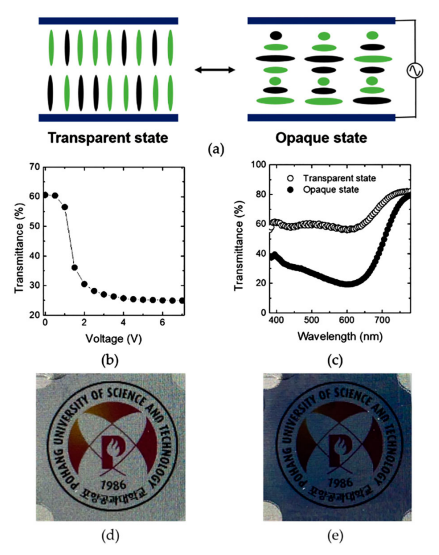 Transparent state
Opaque state
(a)
Transmittance (%)
70
60
50
40
30
20
0
2
4
6
Voltage (V)
(b)
Transmittance (%)
100
80
60
40
20
0
400
500
600
700
Wavelength (nm)
Transparent state
Opaque state
(c)
POHANG UNIVERSITY OF SCIENCE AND TECHNOLOGY
1986
포항공과대학교
(d)
POHANG UNIVERSITY OF SCIENCE AND TECHNOLOGY
1986
포항공과대학교
(e)